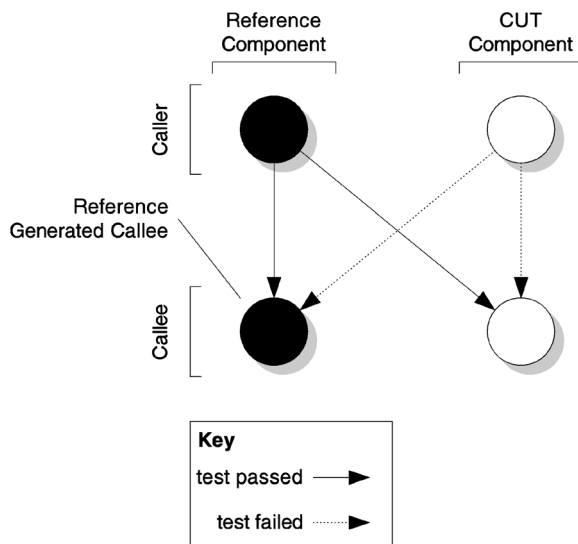 Reference
Component
CUT
Component
Caller
Reference
Generated Callee
Callee
Key
test passed
test failed